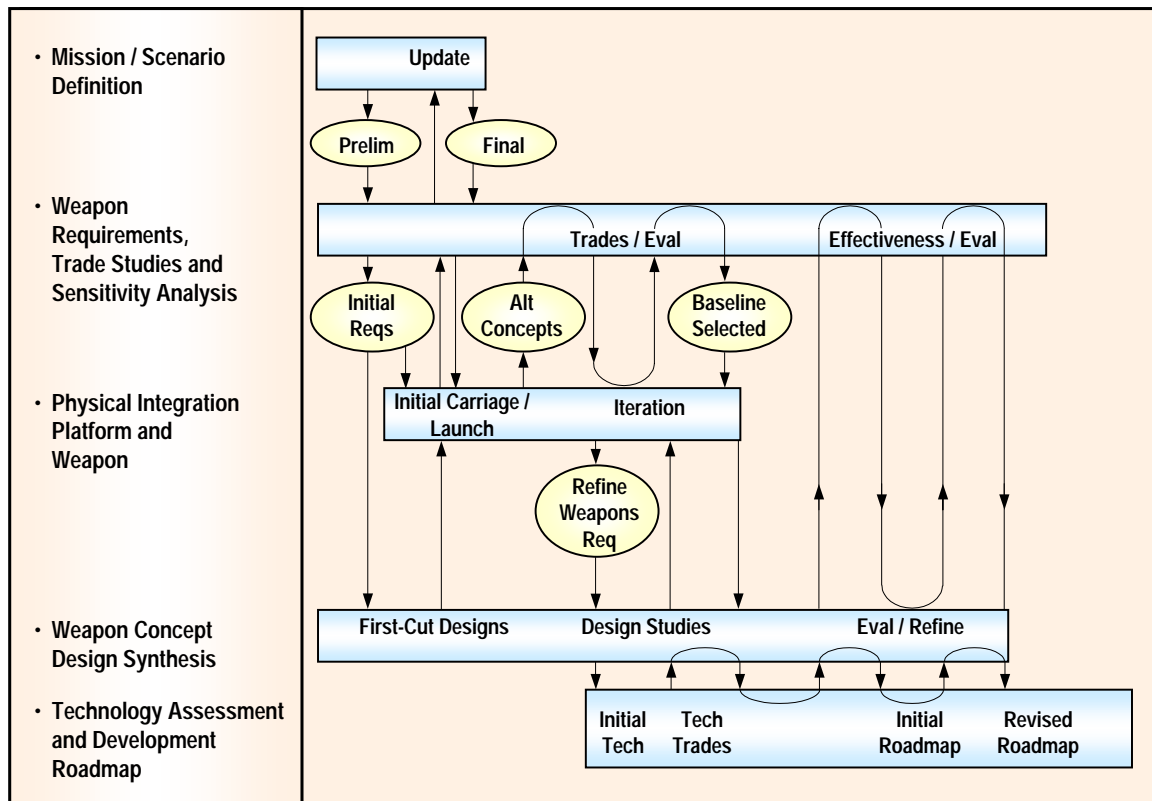 • Mission / Scenario
Definition
Update
Prelim
Final
• Weapon
Requirements,
Trade Studies and
Sensitivity Analysis
Trades / Eval
Effectiveness / Eval
Initial
Reqs
Alt
Concepts
Baseline
Selected
• Physical Integration
Platform and
Weapon
Initial Carriage /
Launch
Iteration
Refine
Weapons
Req
• Weapon Concept
Design Synthesis
First-Cut Designs
Design Studies
Eval / Refine
• Technology Assessment
and Development
Roadmap
Initial
Tech
Tech
Trades
Initial
Roadmap
Revised
Roadmap